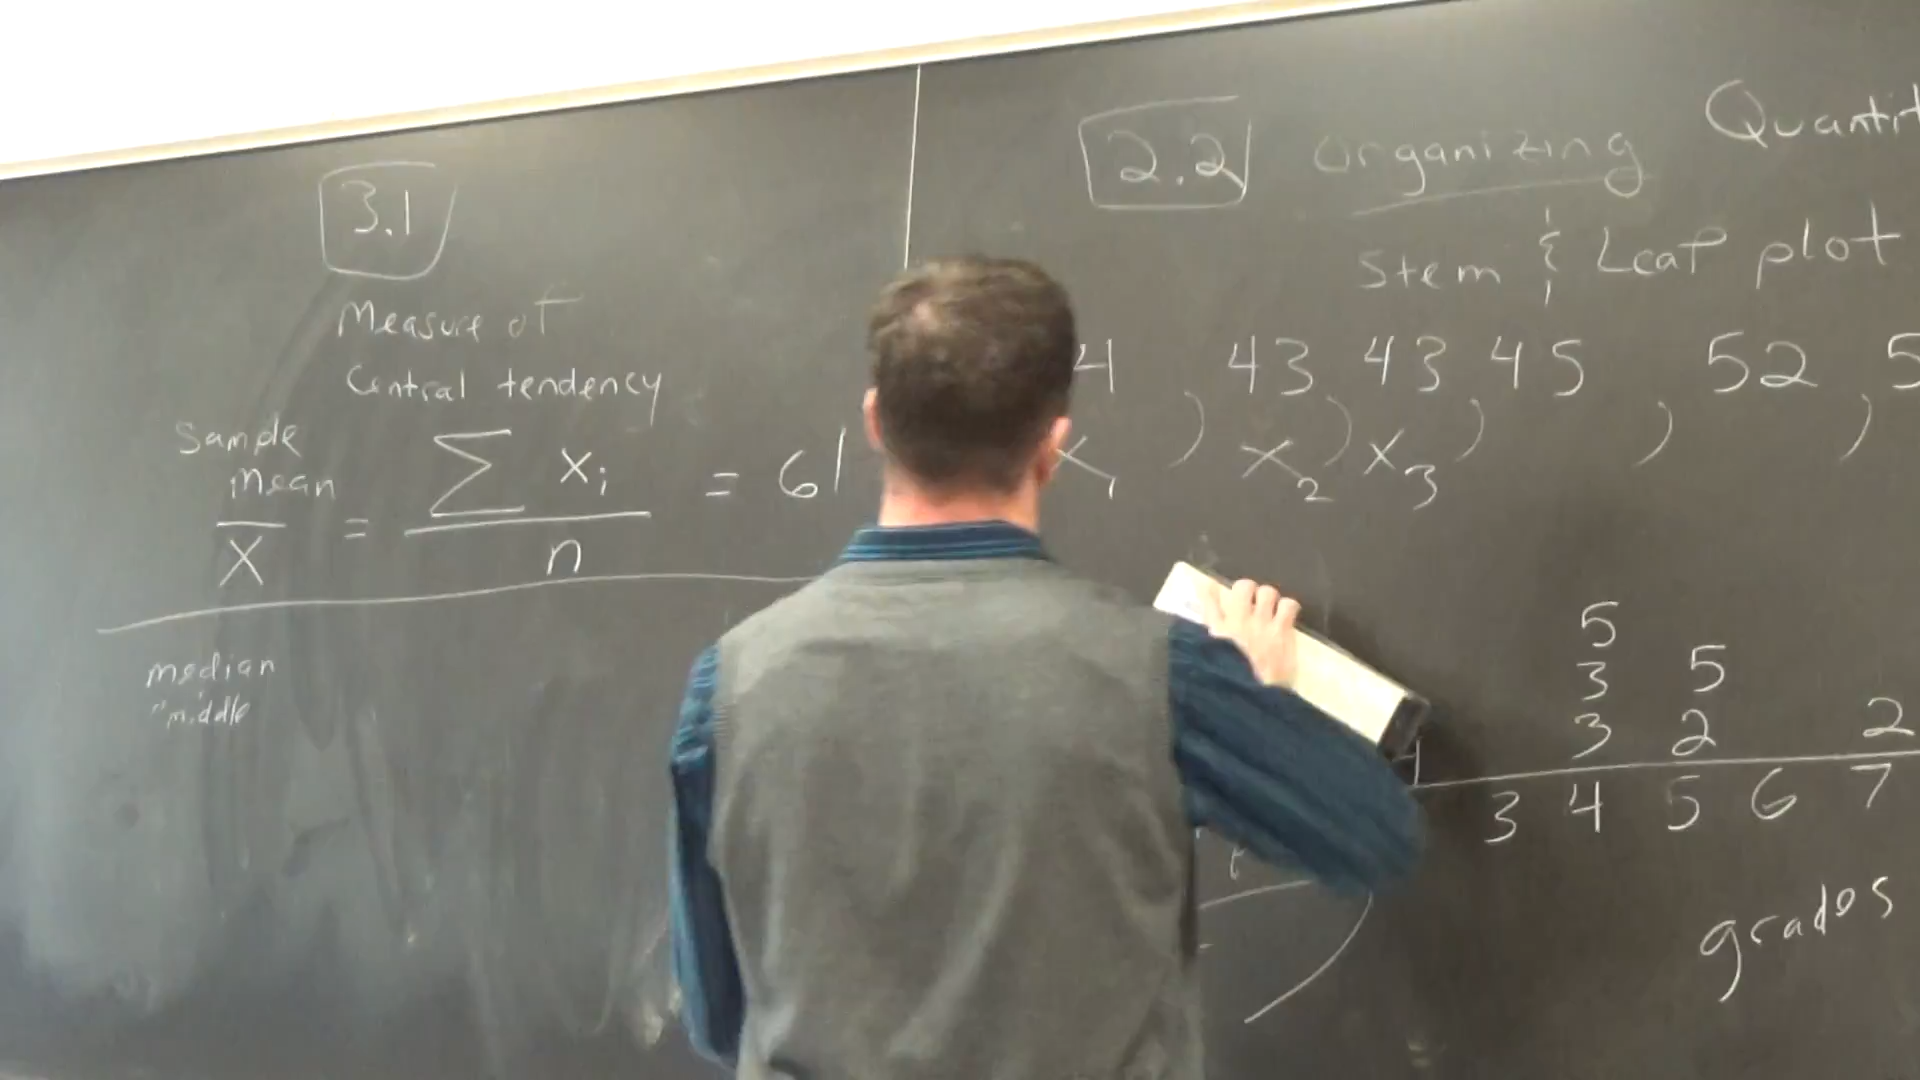 3.1
Measure of
Central tendency
Sample
mean
x̄ = ∑ xᵢ / n = 61
median
"middle
2.2 Organizing Quantit
Stem & Leaf plot
4, 43, 43, 45, 52, 5
x₁ x₂ x₃
5
3 5
3 2 2
4
3 4 5 6 7
grades